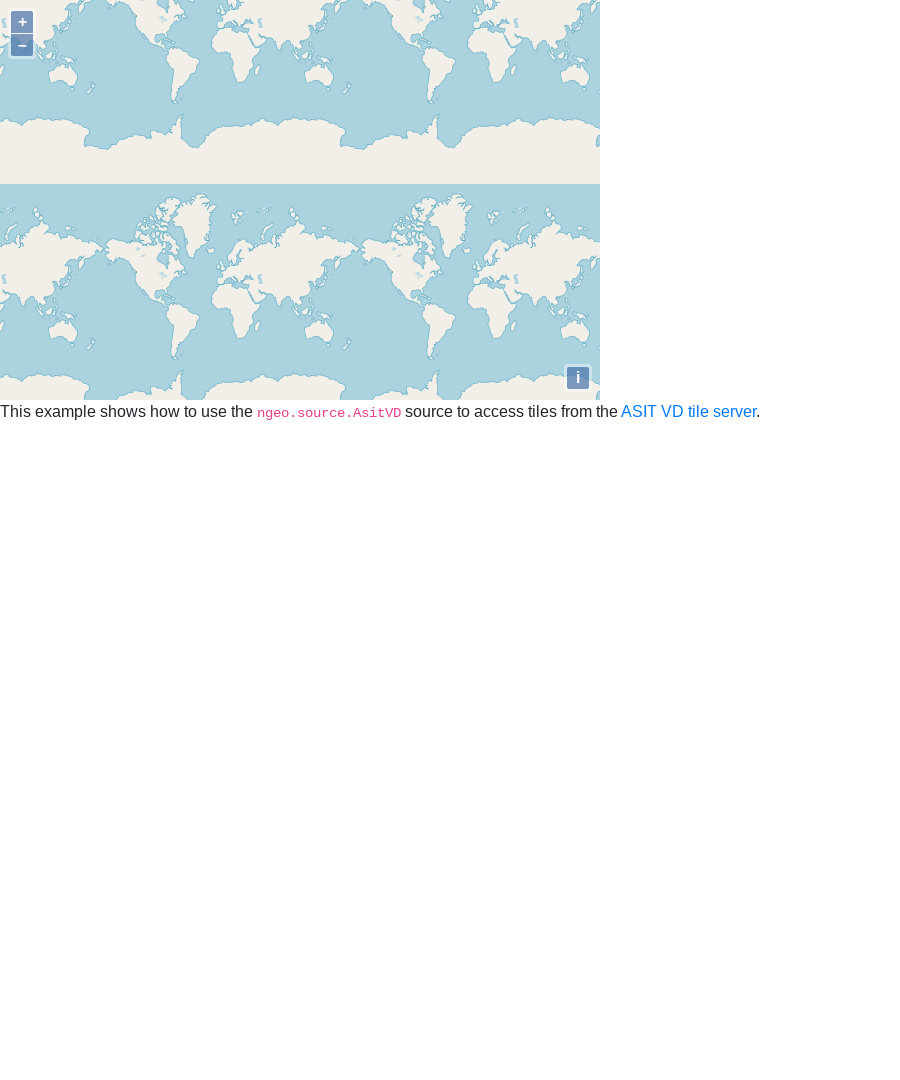 +
–
i
This example shows how to use the ngeo.source.AsitVD source to access tiles from the ASIT VD tile server.